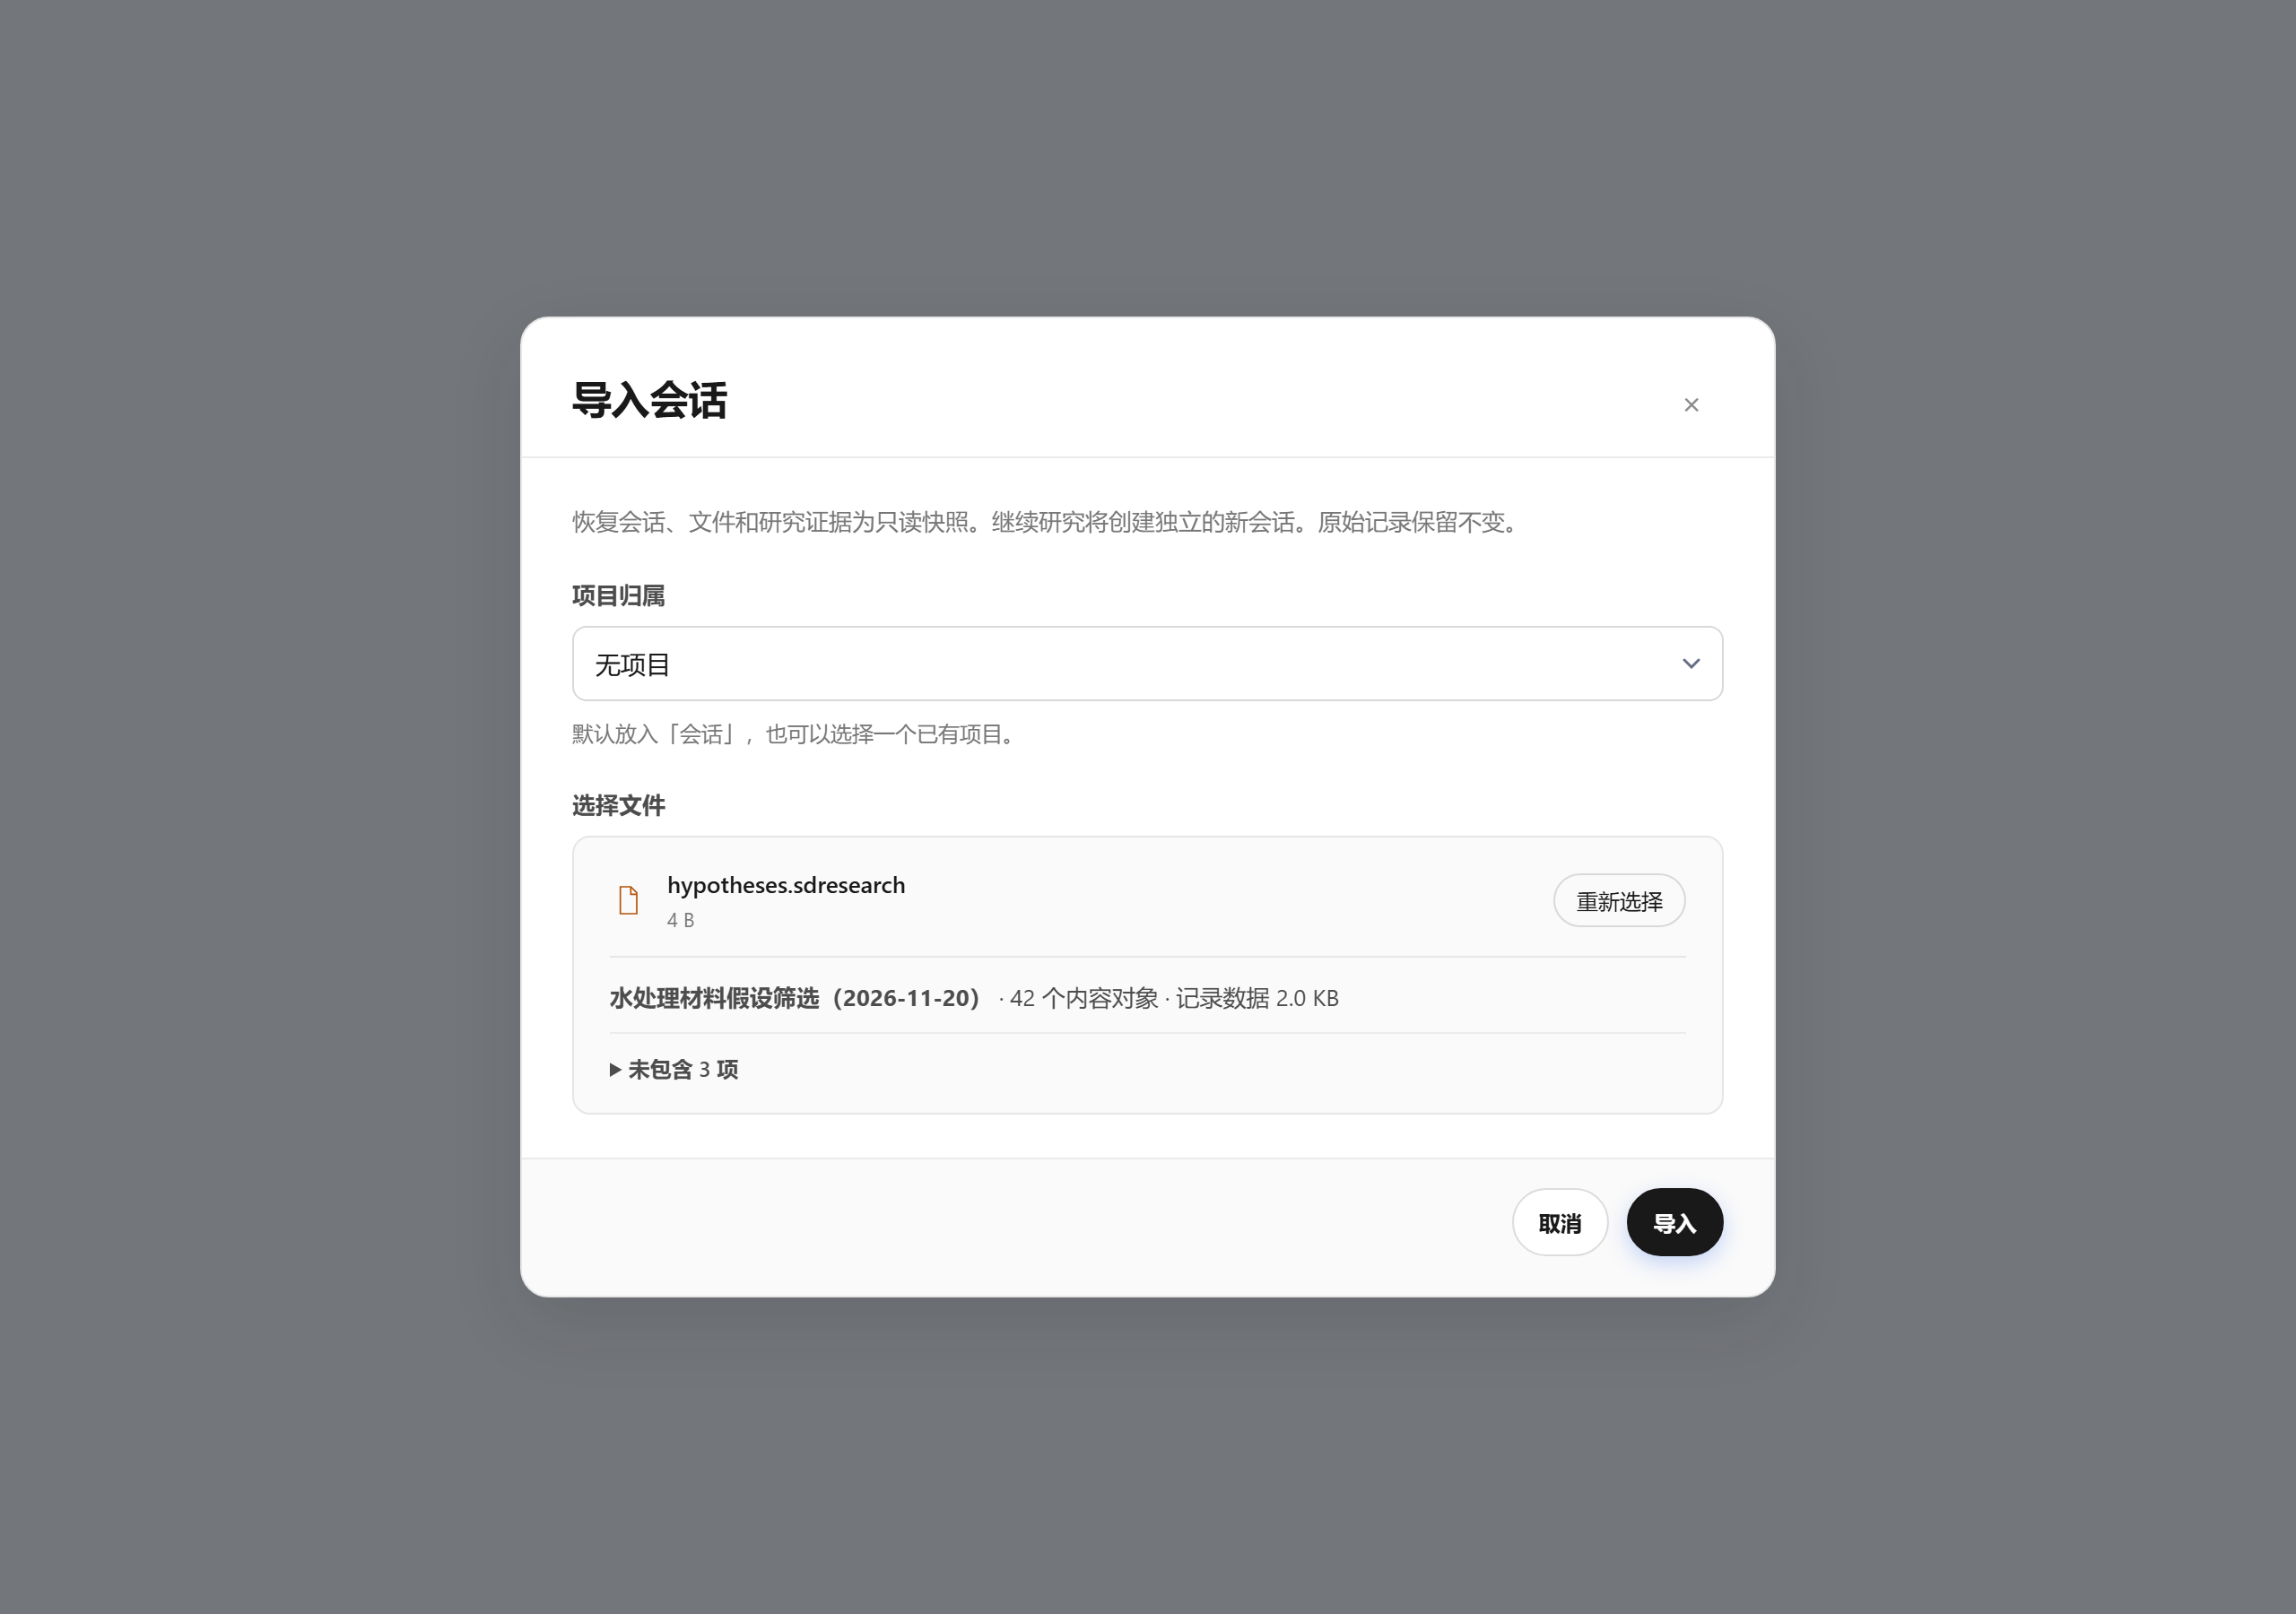 导入会话
×
恢复会话、文件和研究证据为只读快照。继续研究将创建独立的新会话。原始记录保留不变。
项目归属
无项目
默认放入「会话」，也可以选择一个已有项目。
选择文件
hypotheses.sdresearch
4 B
重新选择
水处理材料假设筛选（2026-11-20） · 42 个内容对象 · 记录数据 2.0 KB
▶ 未包含 3 项
取消
导入